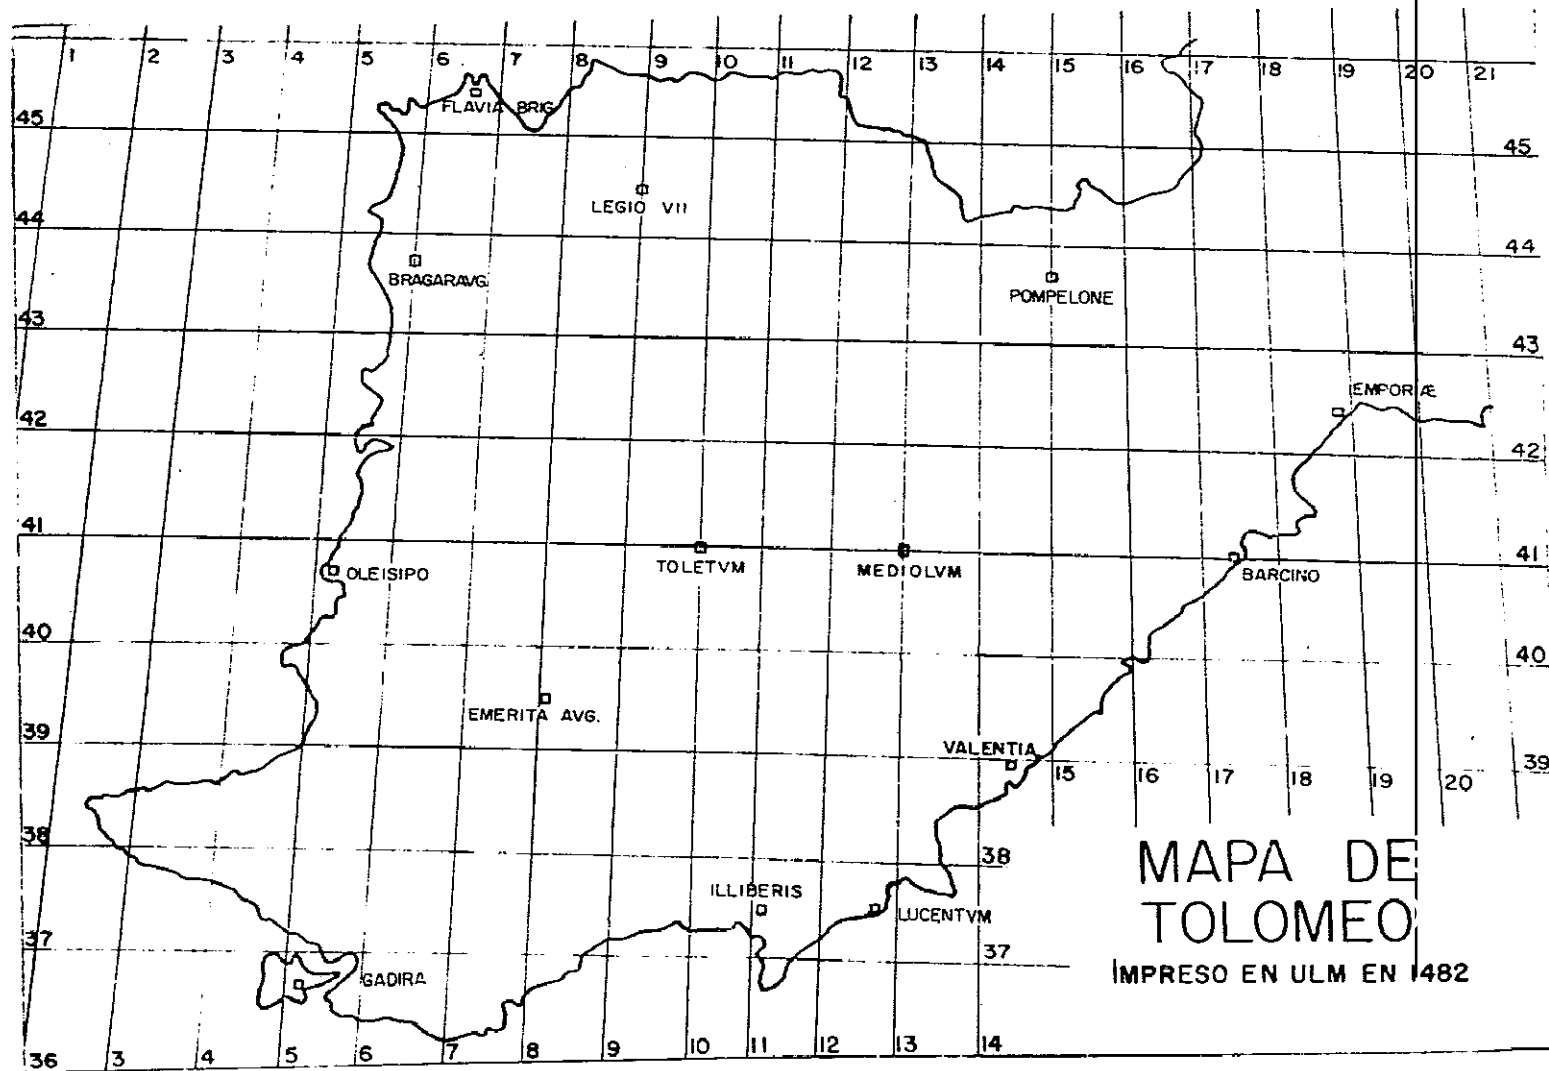 1 2 3 4 5 6 7 8 9 10 11 12 13 14 15 16 17 18 19 20 21
FLAVIA BRIG.
45 45
LEGIO VII
44 44
BRAGARAVG.
POMPELONE
43 43
EMPORIÆ
42 42
41 41
TOLETVM MEDIOLVM
OLEISIPO BARCINO
40 40
EMERITA AVG.
39 VALENTIA 39
15 16 17 18 19 20
38 38
MAPA DE
TOLOMEO
IMPRESO EN ULM EN 1482
ILLIBERIS
LUCENTVM
37 37
GADIRA
36 3 4 5 6 7 8 9 10 11 12 13 14